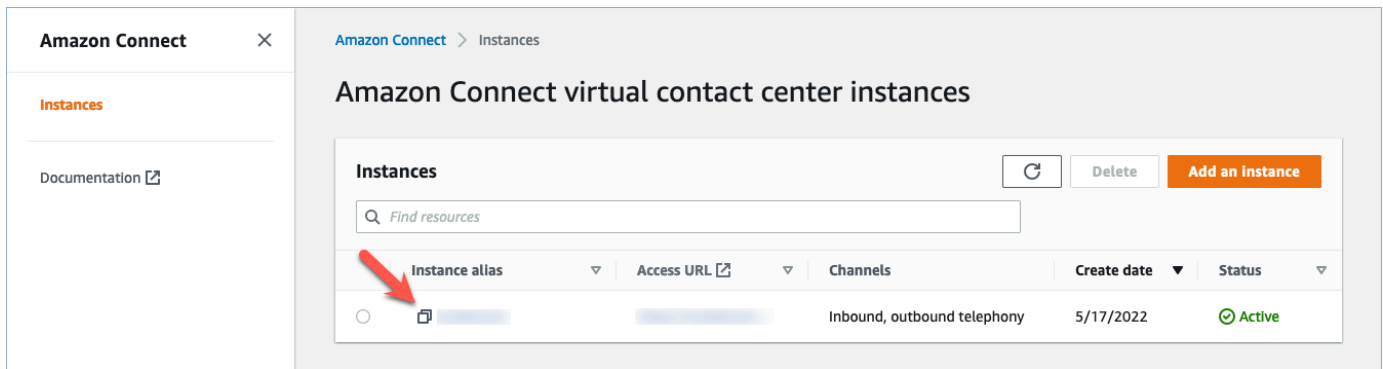 Amazon Connect
Instances
Documentation
Amazon Connect > Instances
Amazon Connect virtual contact center instances
Instances
Delete
Add an instance
Find resources
Instance alias Access URL Channels Create date Status
Inbound, outbound telephony 5/17/2022 Active